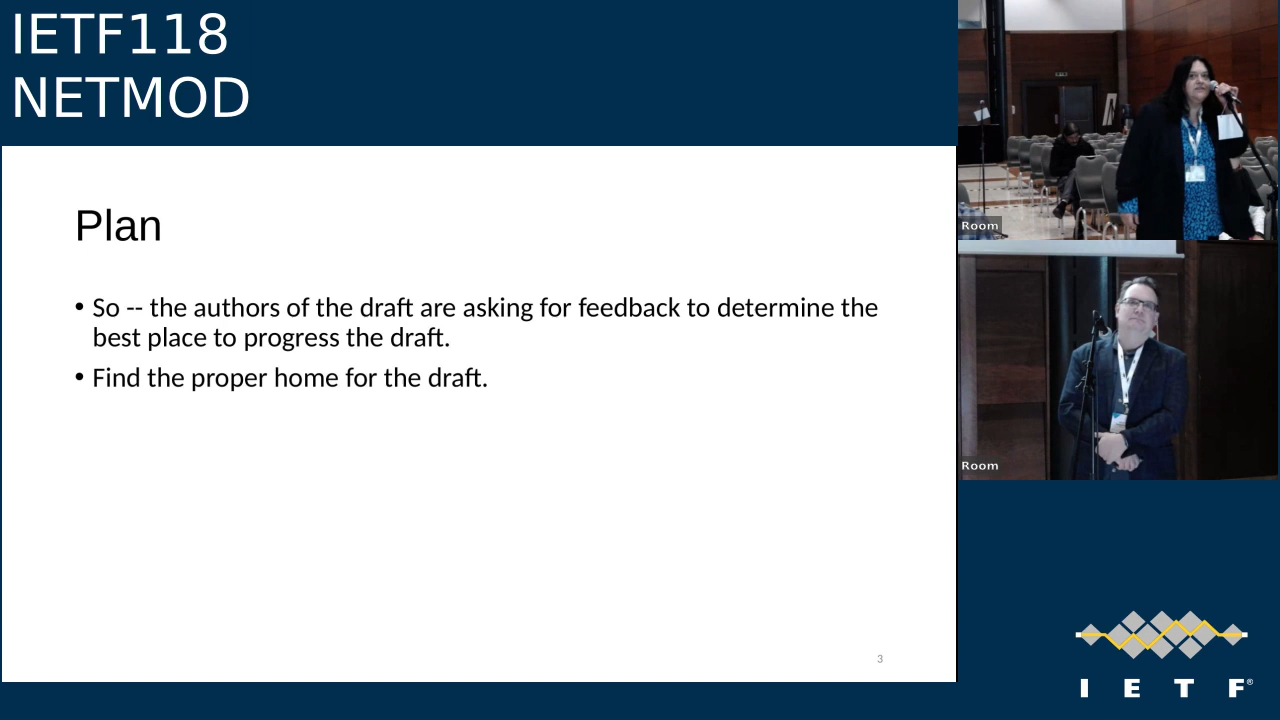 IETF118
NETMOD
Plan
• So -- the authors of the draft are asking for feedback to determine the
best place to progress the draft.
• Find the proper home for the draft.
3
Room
Room
I E T F®